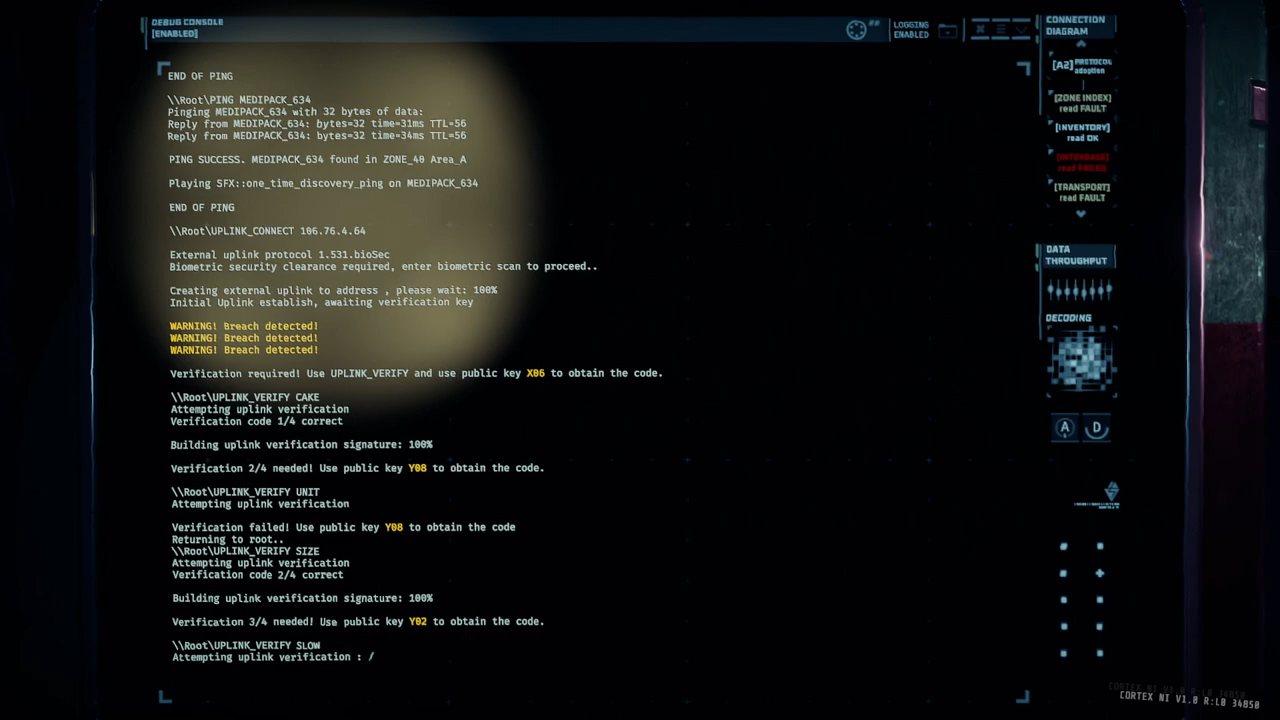 DEBUG CONSOLE
[ENABLED]
LOGGING
ENABLED
END OF PING
\\Root\PING MEDIPACK_634
Pinging MEDIPACK_634 with 32 bytes of data:
Reply from MEDIPACK_634: bytes=32 time=31ms TTL=56
Reply from MEDIPACK_634: bytes=32 time=34ms TTL=56
PING SUCCESS. MEDIPACK_634 found in ZONE_40 Area_A
Playing SFX::one_time_discovery_ping on MEDIPACK_634
END OF PING
\\Root\UPLINK_CONNECT 106.76.4.64
External uplink protocol 1.531.bioSec
Biometric security clearance required, enter biometric scan to proceed..
Creating external uplink to address , please wait: 100%
Initial Uplink establish, awaiting verification key
WARNING! Breach detected!
WARNING! Breach detected!
WARNING! Breach detected!
Verification required! Use UPLINK_VERIFY and use public key X06 to obtain the code.
\\Root\UPLINK_VERIFY CAKE
Attempting uplink verification
Verification code 1/4 correct
Building uplink verification signature: 100%
Verification 2/4 needed! Use public key Y08 to obtain the code.
\\Root\UPLINK_VERIFY UNIT
Attempting uplink verification
Verification failed! Use public key Y08 to obtain the code
Returning to root..
\\Root\UPLINK_VERIFY SIZE
Attempting uplink verification
Verification code 2/4 correct
Building uplink verification signature: 100%
Verification 3/4 needed! Use public key Y02 to obtain the code.
\\Root\UPLINK_VERIFY SLOW
Attempting uplink verification : /
CONNECTION
DIAGRAM
[A2] PROTOCOL
adoption
[ZONE INDEX]
read FAULT
[INVENTORY]
read OK
read FAILED
[TRANSPORT]
read FAULT
DATA
THROUGHPUT
DECODING
A D
CORTEX NI V1.0 R:L0 34850